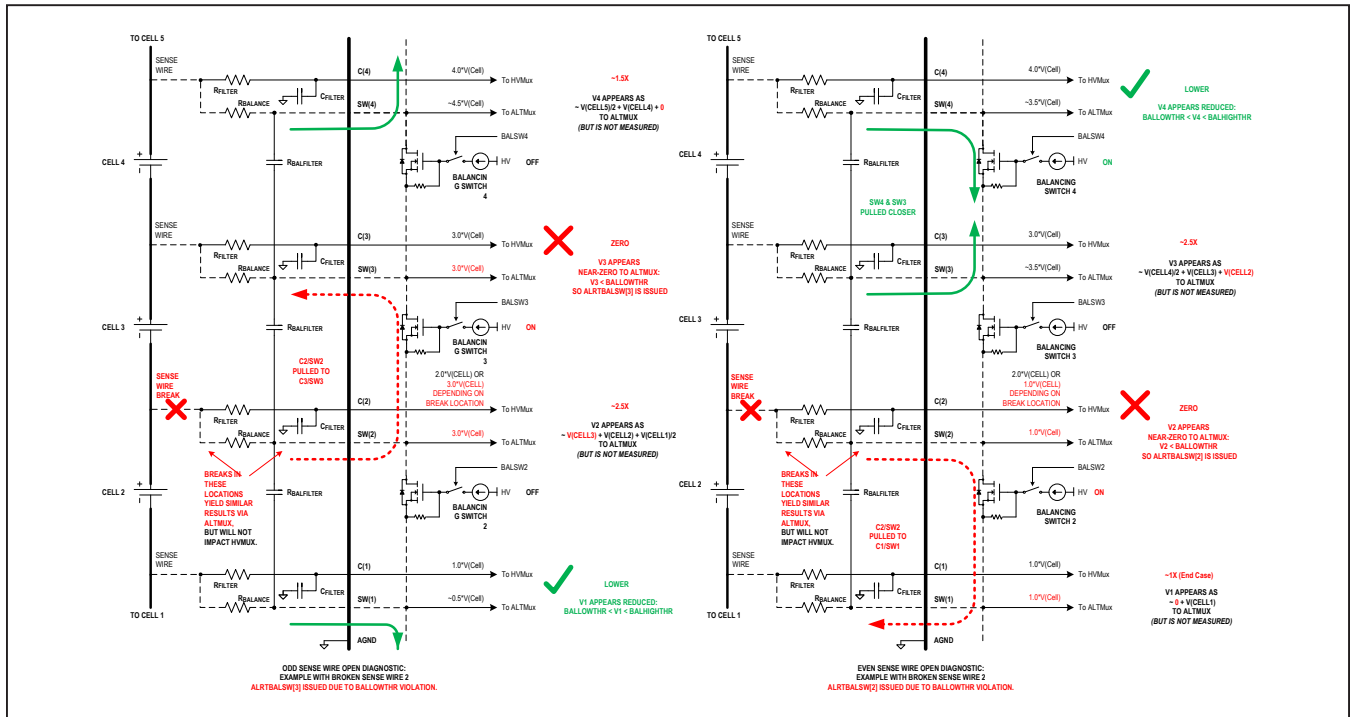 TO CELL 5
SENSE
WIRE
RFILTER
RBALANCE
CFILTER
C(4)
4.0*V(Cell)
To HVMux
SW(4)
~4.5*V(Cell)
To ALTMux
~1.5X
V4 APPEARS AS
~ V(CELL5)/2 + V(CELL4) + 0
TO ALTMUX
(BUT IS NOT MEASURED)
BALSW4
HV
OFF
BALANCIN
G SWITCH
4
CELL 4
+
–
RBALFILTER
SENSE
WIRE
RFILTER
RBALANCE
CFILTER
C(3)
3.0*V(Cell)
To HVMux
SW(3)
3.0*V(Cell)
To ALTMux
ZERO
V3 APPEARS
NEAR-ZERO TO ALTMUX:
V3 < BALLOWTHR
SO ALRTBALSW[3] IS ISSUED
BALSW3
HV
ON
BALANCIN
G SWITCH
3
CELL 3
+
–
RBALFILTER
C2/SW2
PULLED TO
C3/SW3
SENSE
WIRE
BREAK
2.0*V(CELL) OR
3.0*V(CELL)
DEPENDING ON
BREAK LOCATION
RFILTER
RBALANCE
CFILTER
C(2)
To HVMux
SW(2)
3.0*V(Cell)
To ALTMux
~2.5X
V2 APPEARS AS
~ V(CELL3) + V(CELL2) + V(CELL1)/2
TO ALTMUX
(BUT IS NOT MEASURED)
BALSW2
HV
OFF
BALANCIN
G SWITCH
2
CELL 2
+
–
RBALFILTER
BREAKS IN
THESE
LOCATIONS
YIELD SIMILAR
RESULTS VIA
ALTMUX,
BUT WILL NOT
IMPACT HVMUX.
SENSE
WIRE
RFILTER
RBALANCE
CFILTER
C(1)
1.0*V(Cell)
To HVMux
SW(1)
~0.5*V(Cell)
To ALTMux
LOWER
V1 APPEARS REDUCED:
BALLOWTHR < V1 < BALHIGHTHR
TO CELL 1
AGND
ODD SENSE WIRE OPEN DIAGNOSTIC:
EXAMPLE WITH BROKEN SENSE WIRE 2
ALRTBALSW[3] ISSUED DUE TO BALLOWTHR VIOLATION.
TO CELL 5
SENSE
WIRE
RFILTER
RBALANCE
CFILTER
C(4)
4.0*V(Cell)
To HVMux
SW(4)
~3.5*V(Cell)
To ALTMux
LOWER
V4 APPEARS REDUCED:
BALLOWTHR < V4 < BALHIGHTHR
BALSW4
HV
ON
BALANCING
SWITCH 4
CELL 4
+
–
RBALFILTER
SW4 & SW3
PULLED CLOSER
SENSE
WIRE
RFILTER
RBALANCE
CFILTER
C(3)
3.0*V(Cell)
To HVMux
SW(3)
~3.5*V(Cell)
To ALTMux
~2.5X
V3 APPEARS AS
~ V(CELL4)/2 + V(CELL3) + V(CELL2)
TO ALTMUX
(BUT IS NOT MEASURED)
BALSW3
HV
OFF
BALANCING
SWITCH 3
CELL 3
+
–
RBALFILTER
SENSE
WIRE
BREAK
2.0*V(CELL) OR
1.0*V(CELL)
DEPENDING ON
BREAK LOCATION
RFILTER
RBALANCE
CFILTER
C(2)
To HVMux
SW(2)
1.0*V(Cell)
To ALTMux
ZERO
V2 APPEARS
NEAR-ZERO TO ALTMUX:
V2 < BALLOWTHR
SO ALRTBALSW[2] IS ISSUED
BALSW2
HV
ON
BALANCING
SWITCH 2
CELL 2
+
–
RBALFILTER
BREAKS IN
THESE
LOCATIONS
YIELD SIMILAR
RESULTS VIA
ALTMUX,
BUT WILL NOT
IMPACT HVMUX.
C2/SW2
PULLED TO
C1/SW1
SENSE
WIRE
RFILTER
RBALANCE
CFILTER
C(1)
1.0*V(Cell)
To HVMux
SW(1)
1.0*V(Cell)
To ALTMux
~1X (End Case)
V1 APPEARS AS
~ 0 + V(CELL1)
TO ALTMUX
(BUT IS NOT MEASURED)
TO CELL 1
AGND
EVEN SENSE WIRE OPEN DIAGNOSTIC:
EXAMPLE WITH BROKEN SENSE WIRE 2
ALRTBALSW[2] ISSUED DUE TO BALLOWTHR VIOLATION.